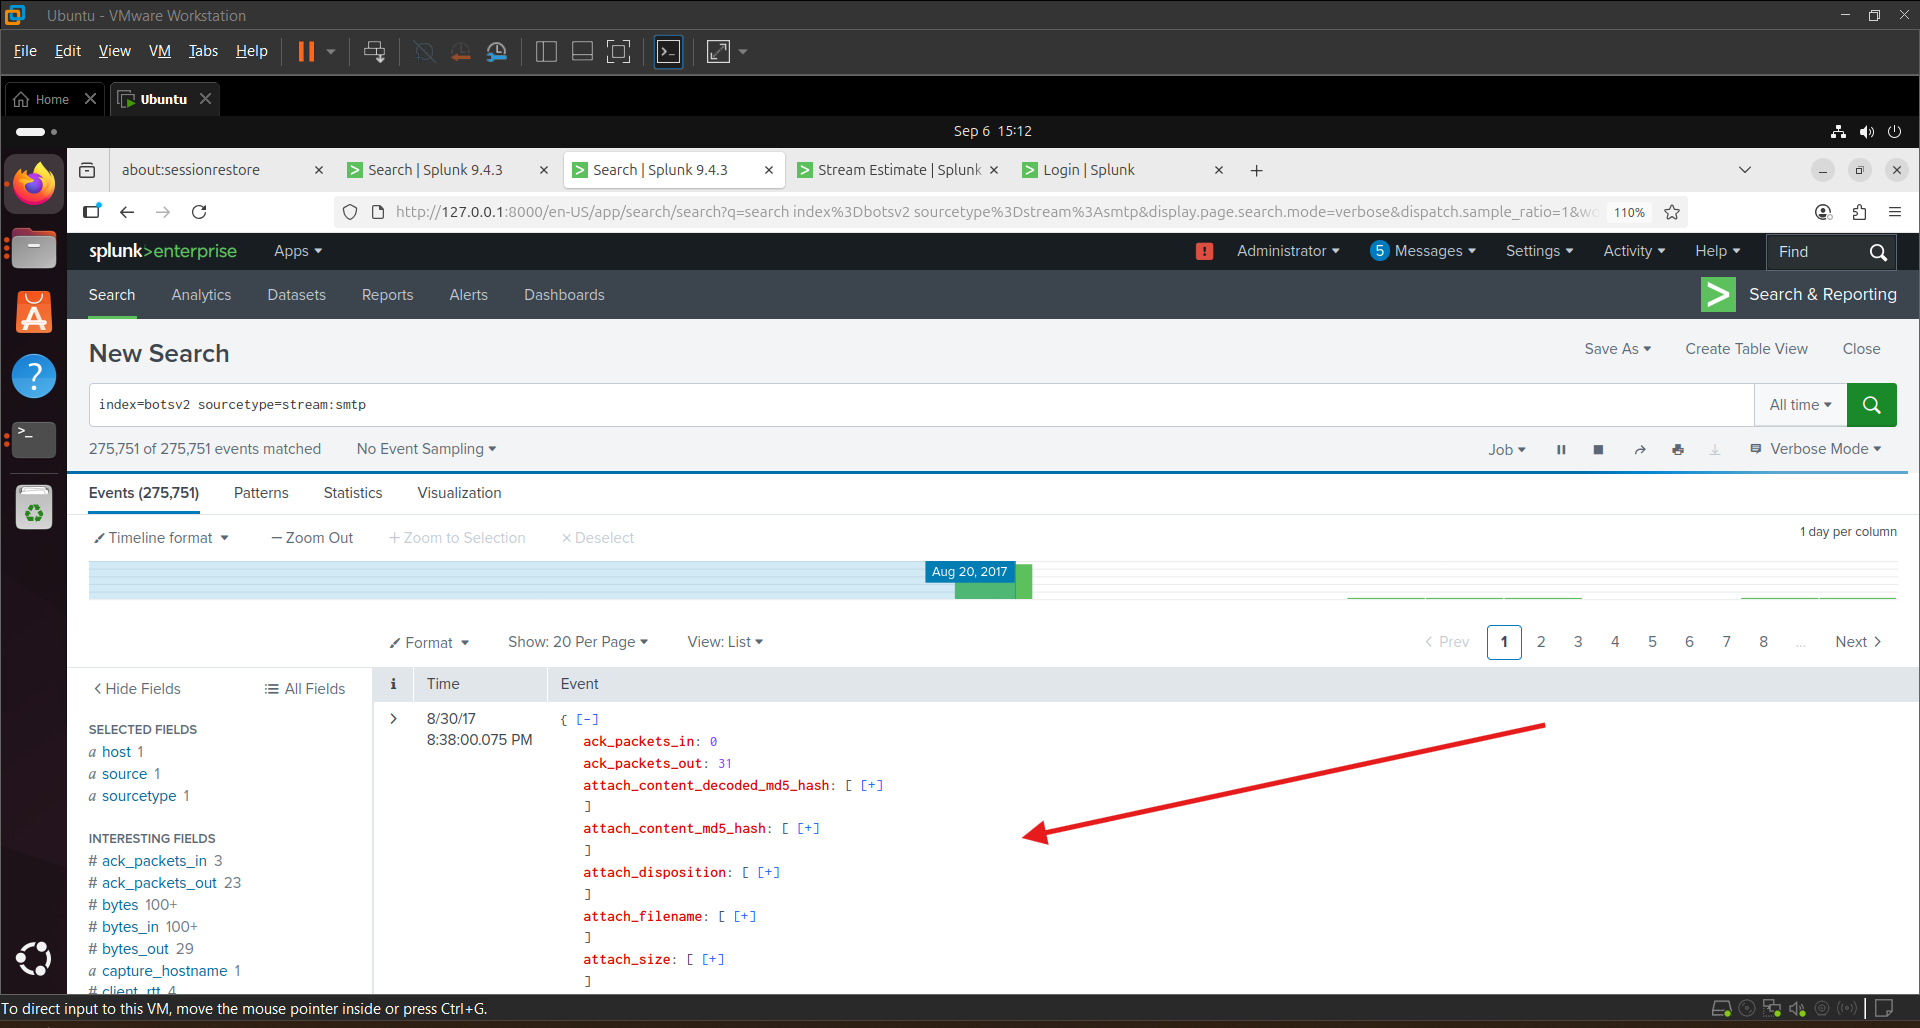 Ubuntu - VMware Workstation
File Edit View VM Tabs Help
Home Ubuntu
Sep 6 15:12
about:sessionrestore Search | Splunk 9.4.3 Search | Splunk 9.4.3 Stream Estimate | Splunk Login | Splunk
http://127.0.0.1:8000/en-US/app/search/search?q=search index%3Dbotsv2 sourcetype%3Dstream%3Asmtp&display.page.search.mode=verbose&dispatch.sample_ratio=1&wo 110%
splunk>enterprise Apps Administrator 5 Messages Settings Activity Help Find
Search Analytics Datasets Reports Alerts Dashboards Search & Reporting
New Search Save As Create Table View Close
index=botsv2 sourcetype=stream:smtp All time
275,751 of 275,751 events matched No Event Sampling Job Verbose Mode
Events (275,751) Patterns Statistics Visualization
Timeline format — Zoom Out + Zoom to Selection × Deselect 1 day per column
Aug 20, 2017
Format Show: 20 Per Page View: List < Prev 1 2 3 4 5 6 7 8 ... Next >
< Hide Fields All Fields i Time Event
SELECTED FIELDS
a host 1
a source 1
a sourcetype 1
INTERESTING FIELDS
# ack_packets_in 3
# ack_packets_out 23
# bytes 100+
# bytes_in 100+
# bytes_out 29
a capture_hostname 1
# client_rtt 4
> 8/30/17
8:38:00.075 PM
{ [-]
ack_packets_in: 0
ack_packets_out: 31
attach_content_decoded_md5_hash: [ [+]
]
attach_content_md5_hash: [ [+]
]
attach_disposition: [ [+]
]
attach_filename: [ [+]
]
attach_size: [ [+]
]
To direct input to this VM, move the mouse pointer inside or press Ctrl+G.